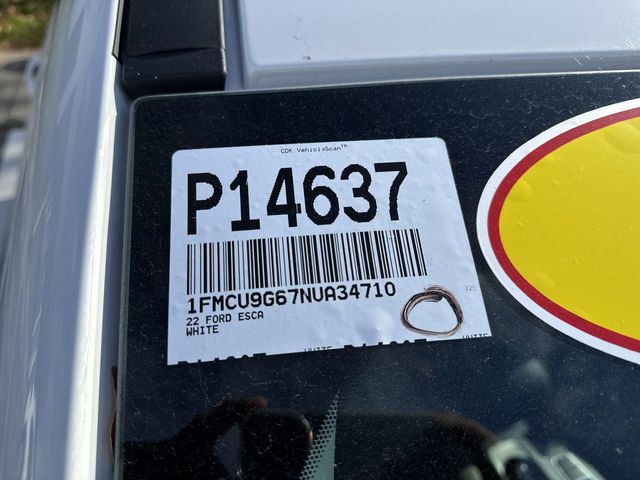 CDK VehicleScan™
P14637
1FMCU9G67NUA34710
22 FORD ESCA
WHITE